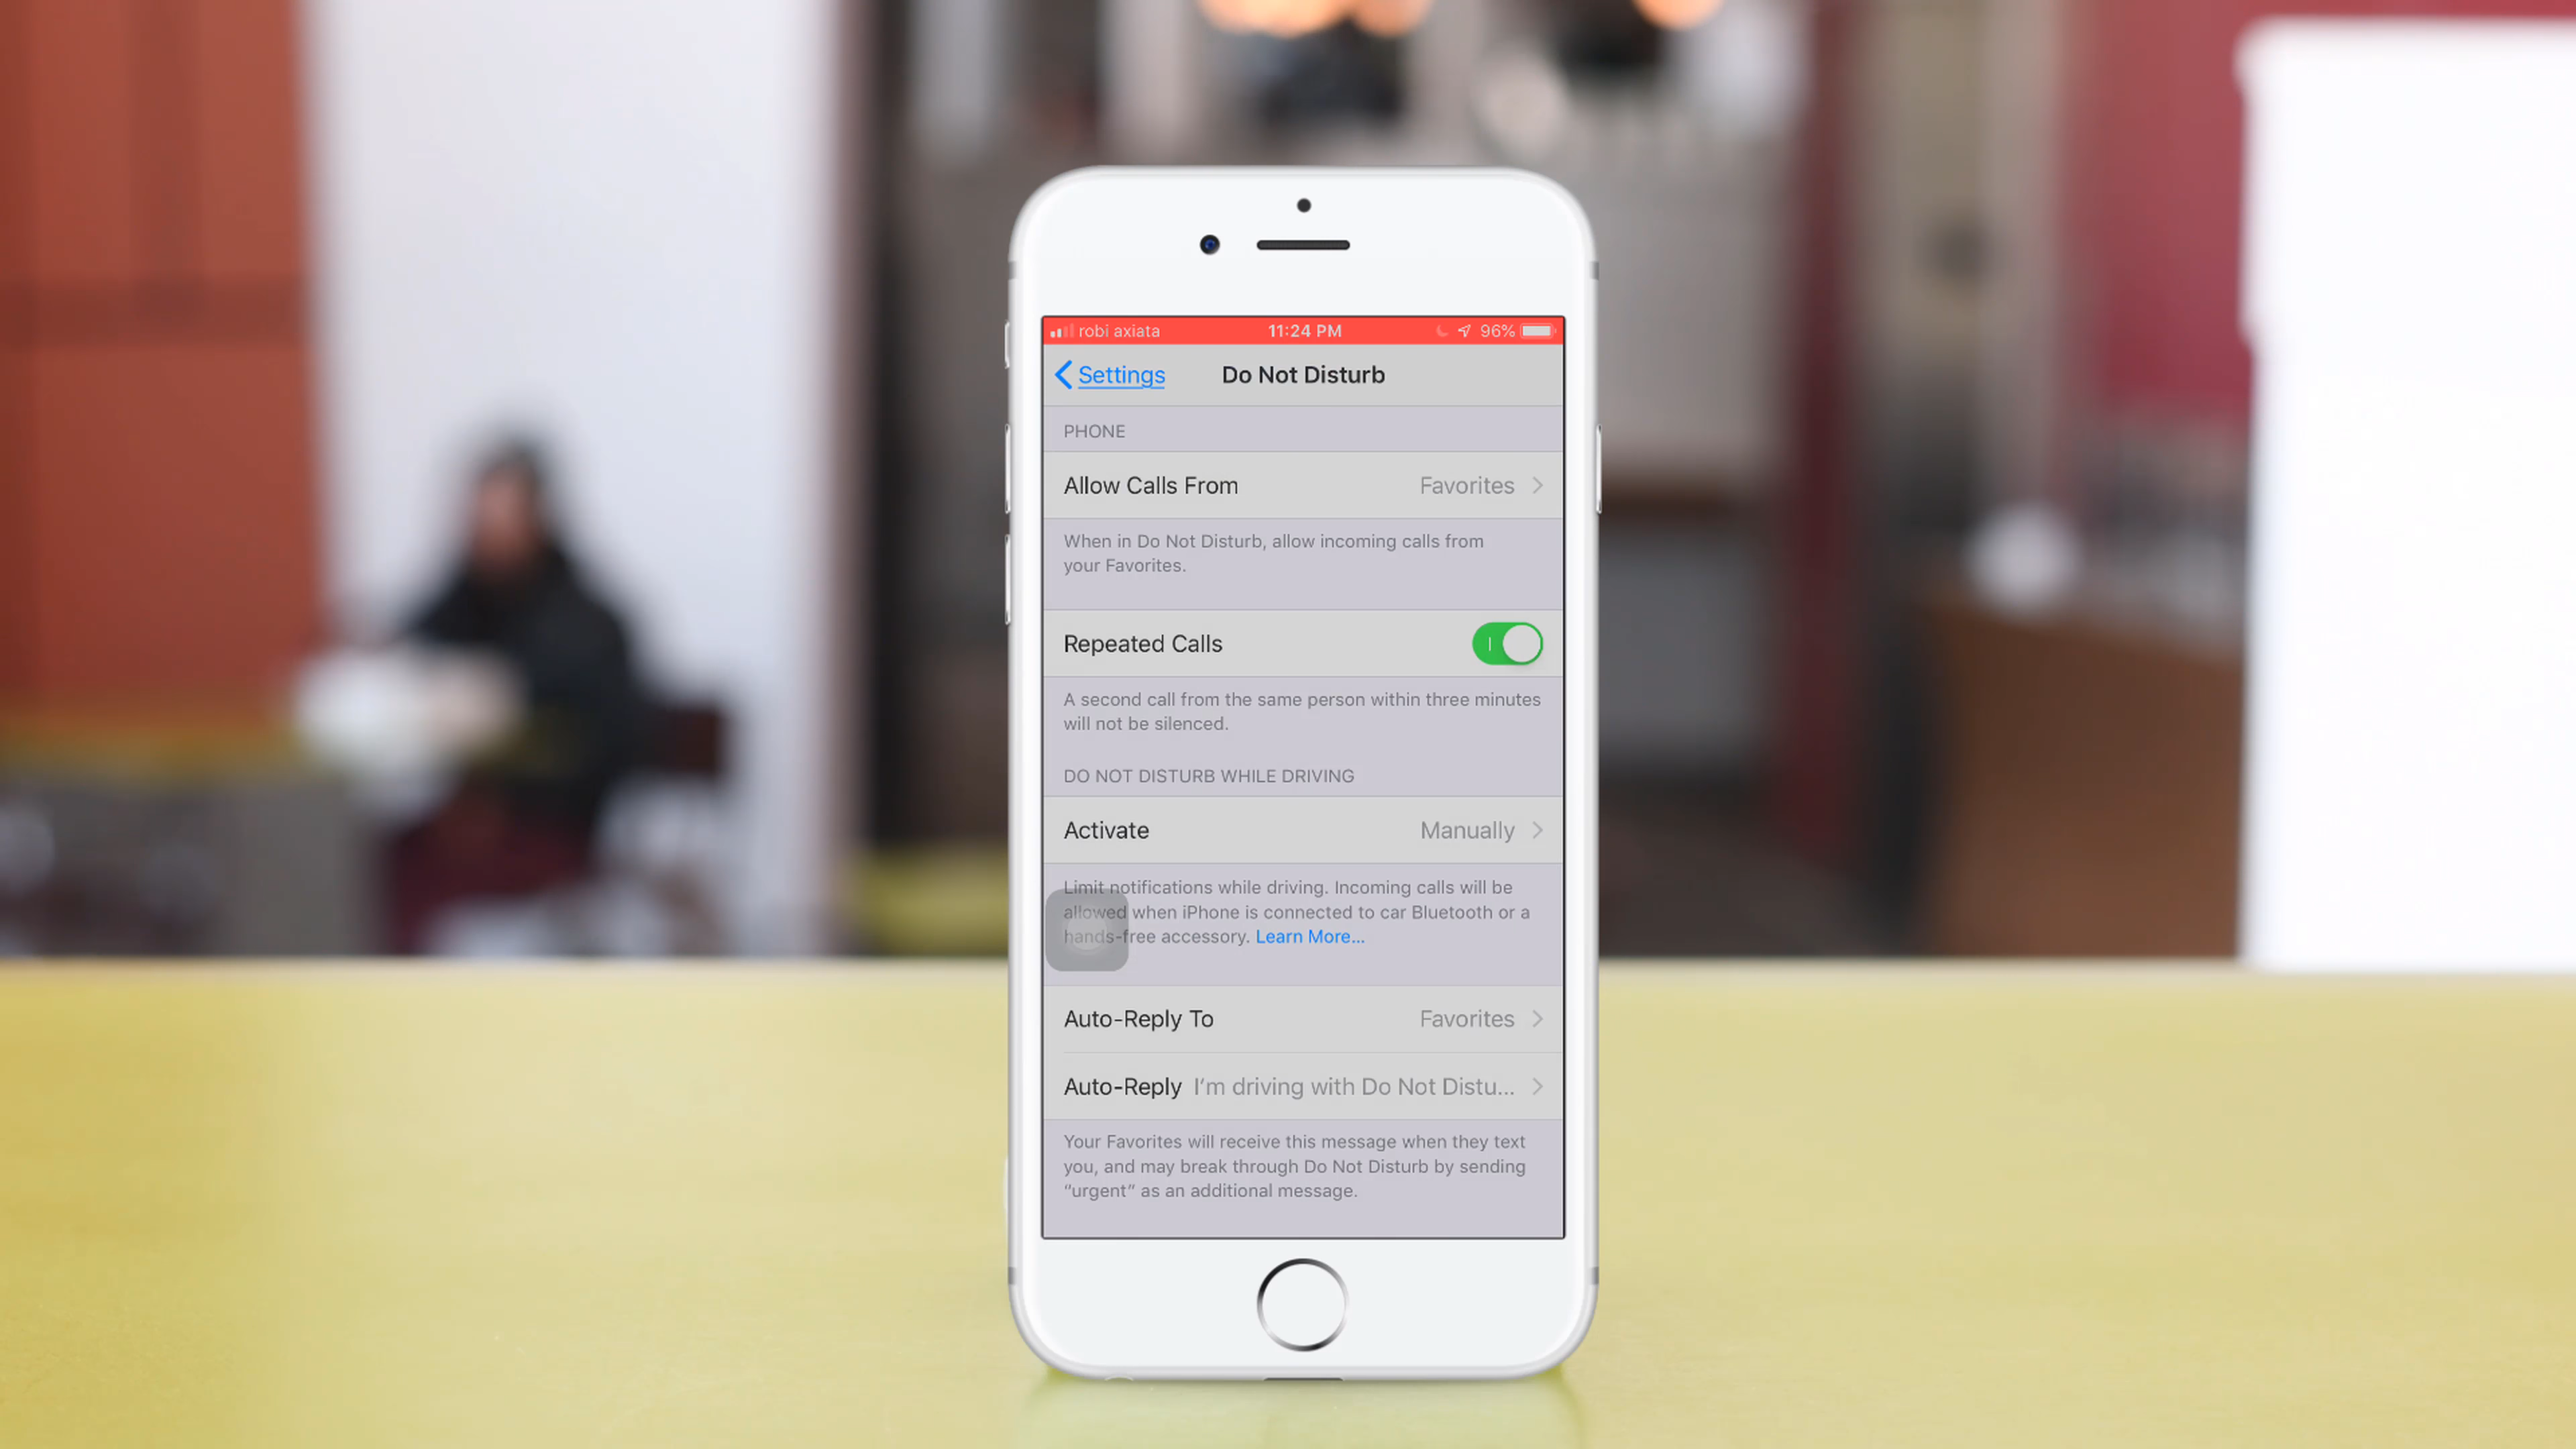 robi axiata 11:24 PM 96%
Settings Do Not Disturb
PHONE
Allow Calls From Favorites
When in Do Not Disturb, allow incoming calls from
your Favorites.
Repeated Calls
A second call from the same person within three minutes
will not be silenced.
DO NOT DISTURB WHILE DRIVING
Activate Manually
Limit notifications while driving. Incoming calls will be
allowed when iPhone is connected to car Bluetooth or a
hands-free accessory. Learn More...
Auto-Reply To Favorites
Auto-Reply I'm driving with Do Not Distu...
Your Favorites will receive this message when they text
you, and may break through Do Not Disturb by sending
“urgent” as an additional message.